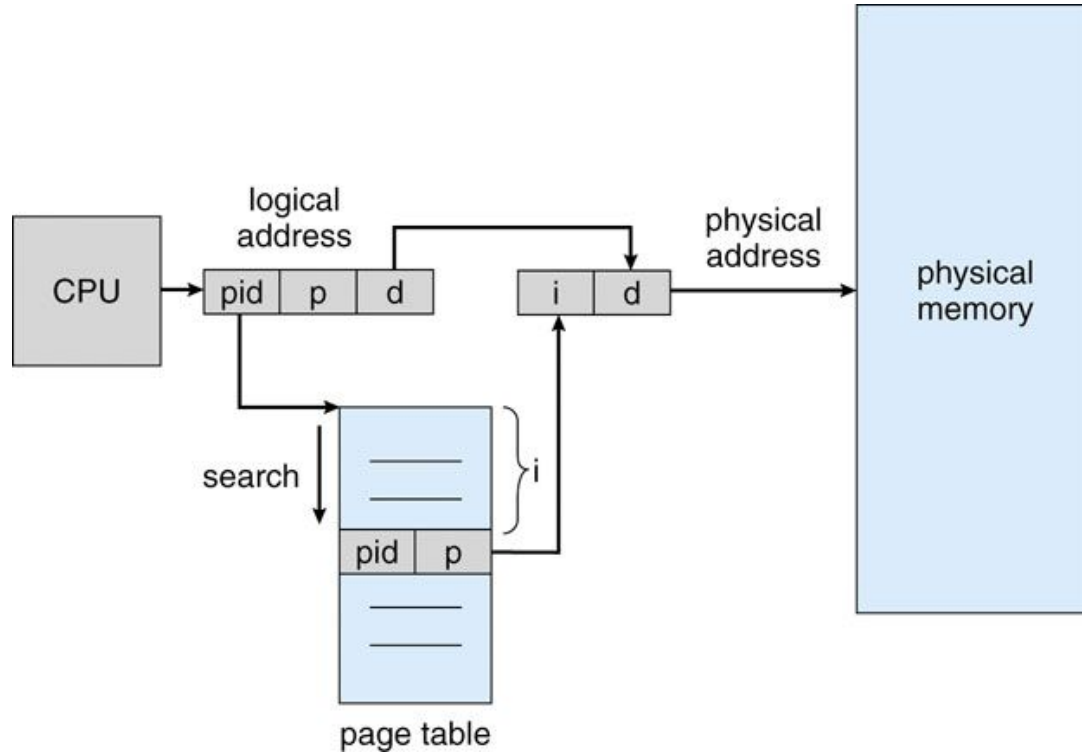 logical
address
physical
address
CPU
pid p d
i d
physical
memory
search
i
pid p
page table